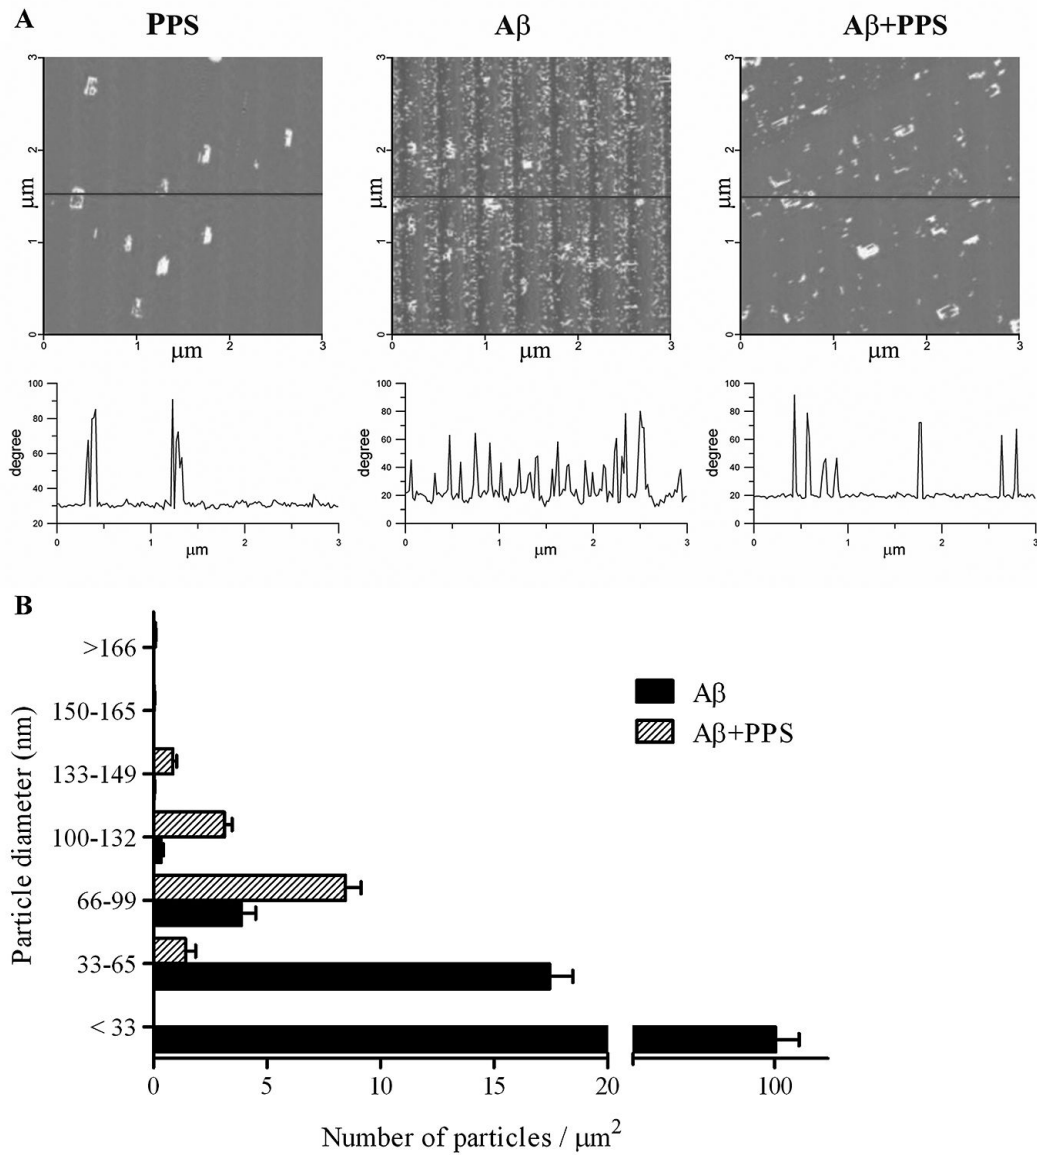 A
PPS
Aβ
Aβ+PPS
3
2
1
0
μm
0
1
2
3
μm
3
2
1
0
μm
0
1
2
3
μm
3
2
1
0
μm
0
1
2
3
μm
100
80
60
40
20
degree
0
1
2
3
μm
100
80
60
40
20
0
degree
0
1
2
3
μm
100
80
60
40
20
0
degree
0
1
2
3
μm
B
Particle diameter (nm)
>166
150-165
133-149
100-132
66-99
33-65
< 33
Aβ
Aβ+PPS
0 5 10 15 20 100
Number of particles / μm²